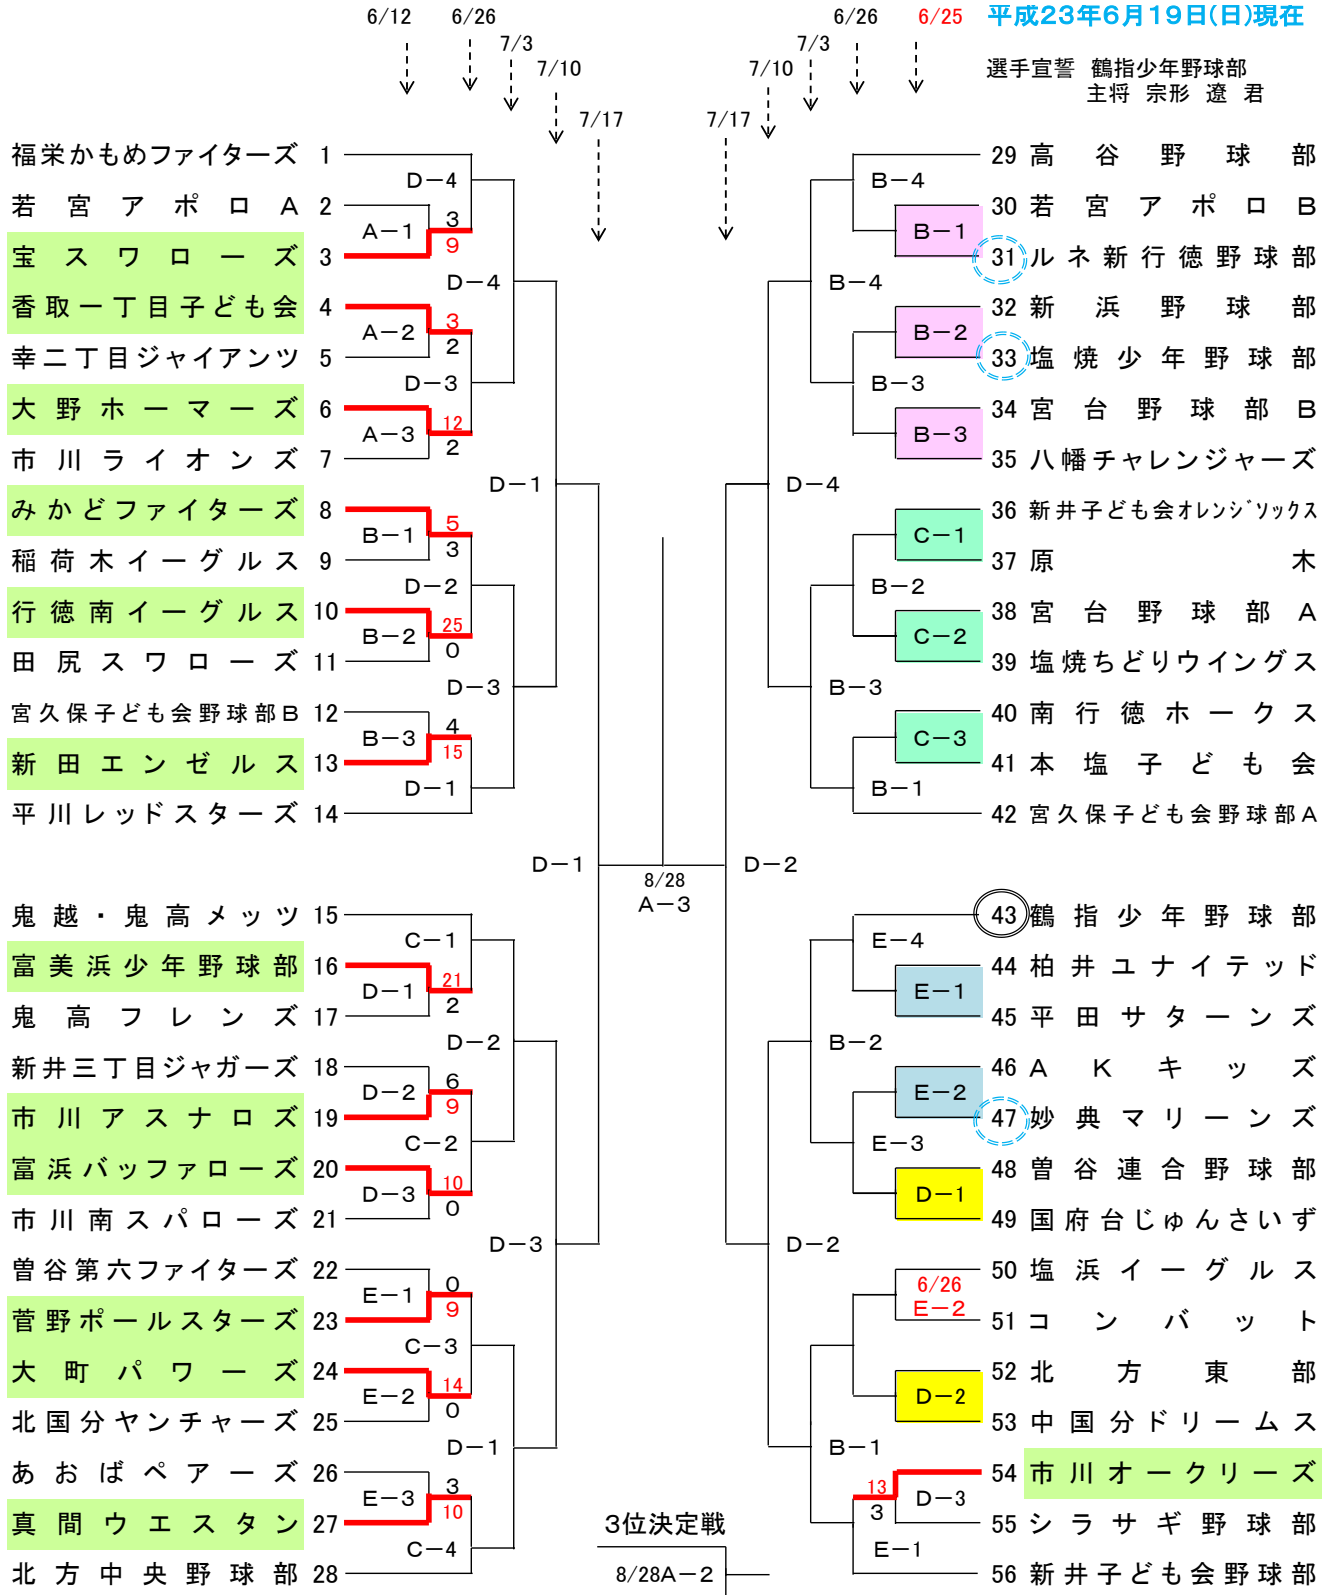 6/12 6/26 7/3 7/10 7/17
7/17 7/10 7/3 6/26 6/25
平成23年6月19日(日)現在
選手宣誓 鶴指少年野球部
主将 宗形 遼 君
福栄かもめファイターズ 1
D-4
若宮アポロA 2
A-1 3
9
宝スワローズ 3
D-4
香取一丁目子ども会 4
A-2 3
2
幸二丁目ジャイアンツ 5
D-3
大野ホーマーズ 6
A-3 12
2
市川ライオンズ 7
D-1
みかどファイターズ 8
B-1 5
3
稲荷木イーグルス 9
D-2
行徳南イーグルス 10
B-2 25
0
田尻スワローズ 11
D-3
宮久保子ども会野球部B 12
B-3 4
15
新田エンゼルス 13
D-1
平川レッドスターズ 14
D-1
鬼越・鬼高メッツ 15
C-1
富美浜少年野球部 16
D-1 21
2
鬼高フレンズ 17
D-2
新井三丁目ジャガーズ 18
D-2 6
9
市川アスナロズ 19
C-2
富浜バッファローズ 20
D-3 10
0
市川南スパローズ 21
D-3
曽谷第六ファイターズ 22
E-1 0
9
菅野ポールスターズ 23
C-3
大町パワーズ 24
E-2 14
0
北国分ヤンチャーズ 25
D-1
あおばベアーズ 26
E-3 3
10
真間ウエスタン 27
C-4
北方中央野球部 28
8/28
A-3
3位決定戦
8/28A-2
29 高谷野球部
B-4
30 若宮アポロB
B-1
31 ルネ新行徳野球部
B-4
32 新浜野球部
B-2
33 塩焼少年野球部
B-3
34 宮台野球部B
B-3
35 八幡チャレンジャーズ
D-4
36 新井子ども会オレンジソックス
C-1
37 原木
B-2
38 宮台野球部A
C-2
39 塩焼ちどりウイングス
B-3
40 南行徳ホークス
C-3
41 本塩子ども会
B-1
42 宮久保子ども会野球部A
D-2
43 鶴指少年野球部
E-4
44 柏井ユナイテッド
E-1
45 平田サターンズ
B-2
46 AKキッズ
E-2
47 妙典マリーンズ
E-3
48 曽谷連合野球部
D-1
49 国府台じゅんさいず
D-2
50 塩浜イーグルス
6/26
E-2
51 コンバット
52 北方東部
D-2
53 中国分ドリームス
B-1
54 市川オークリーズ
13
3 D-3
55 シラサギ野球部
E-1
56 新井子ども会野球部